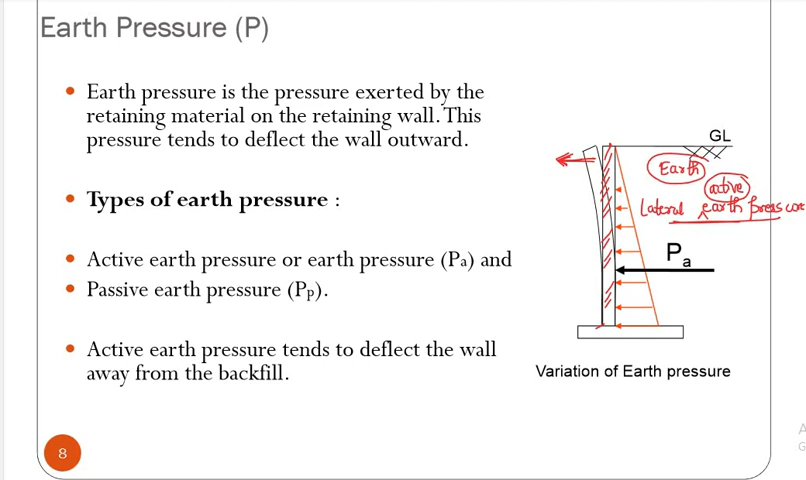 Earth Pressure (P)
• Earth pressure is the pressure exerted by the
retaining material on the retaining wall. This
pressure tends to deflect the wall outward.
• Types of earth pressure :
• Active earth pressure or earth pressure (Pa) and
• Passive earth pressure (Pp).
• Active earth pressure tends to deflect the wall
away from the backfill.
GL
Earth
active
Lateral earth
Pa
Variation of Earth pressure
8